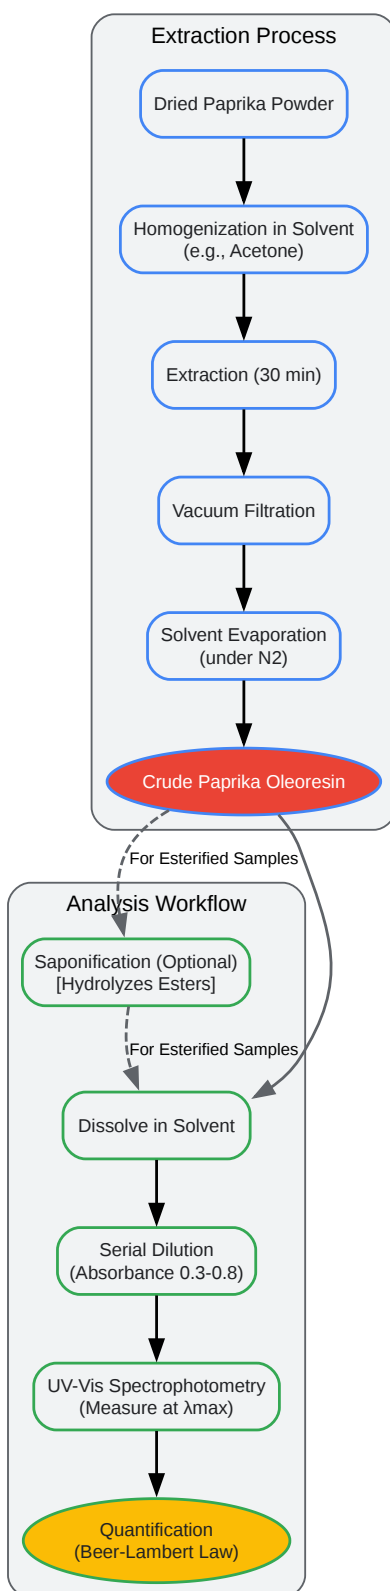 Extraction Process
Dried Paprika Powder
Homogenization in Solvent
(e.g., Acetone)
Extraction (30 min)
Vacuum Filtration
Solvent Evaporation
(under N2)
Crude Paprika Oleoresin
For Esterified Samples
Analysis Workflow
Saponification (Optional)
[Hydrolyzes Esters]
For Esterified Samples
Dissolve in Solvent
Serial Dilution
(Absorbance 0.3-0.8)
UV-Vis Spectrophotometry
(Measure at λmax)
Quantification
(Beer-Lambert Law)